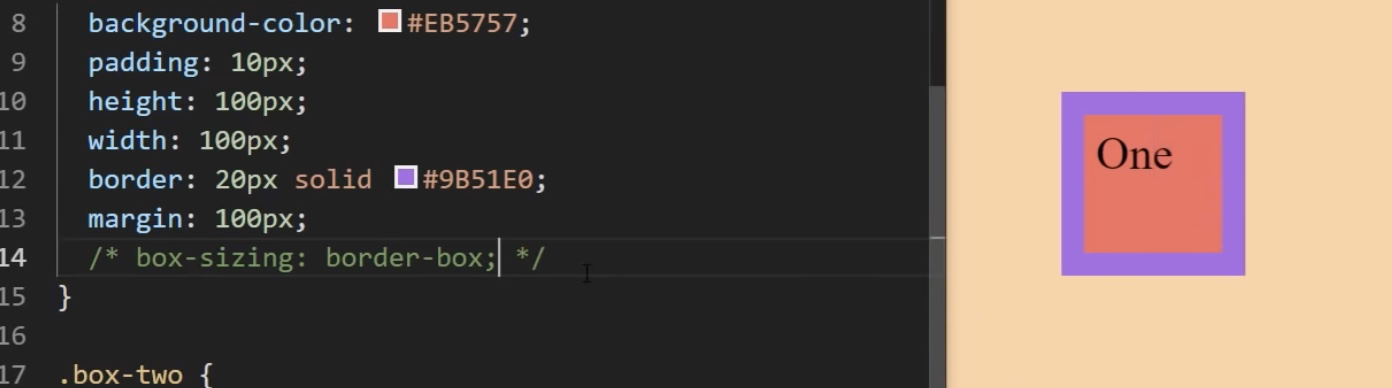 8 background-color: #EB5757;
9 padding: 10px;
10 height: 100px;
11 width: 100px;
12 border: 20px solid #9B51E0;
13 margin: 100px;
14 /* box-sizing: border-box; */
15 }
16
17 .box-two {
One